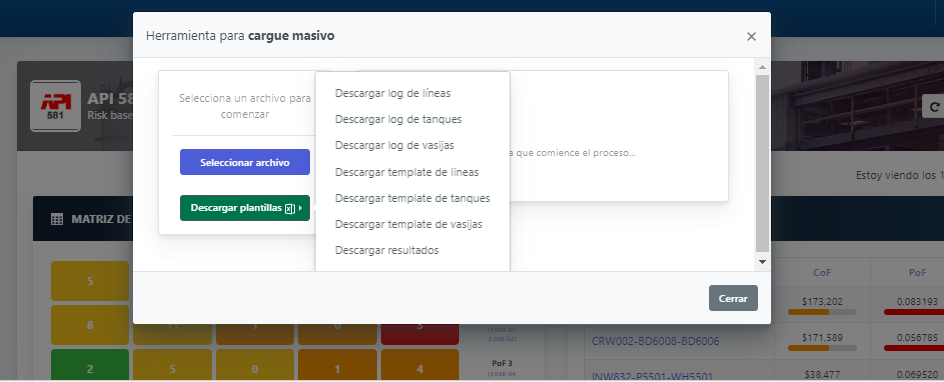 Herramienta para cargue masivo
×
API 58
Risk base
API
581
Selecciona un archivo para
comenzar
Seleccionar archivo
Descargar plantillas
Descargar log de líneas
Descargar log de tanques
Descargar log de vasijas
Descargar template de líneas
Descargar template de tanques
Descargar template de vasijas
Descargar resultados
a que comience el proceso...
Cerrar
Estoy viendo los 1
MATRIZ DE
5
8
2
5
0
1
4
PoF 3
CoF
PoF
$173,202
0.083193
CRW002-BD6008-BD6006
$171,589
0.056785
INW832-P5501-WH5501
$38,477
0.069520